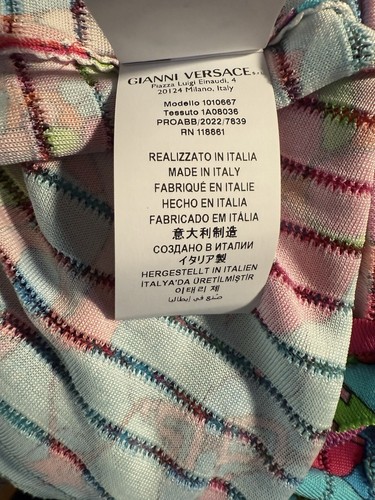 GIANNI VERSACE S.r.l.
Piazza Luigi Einaudi, 4
20124 Milano, Italy
Modello 1010667
Tessuto 1A08036
PROABB/2022/7839
RN 118861
REALIZZATO IN ITALIA
MADE IN ITALY
FABRIQUÉ EN ITALIE
HECHO EN ITALIA
FABRICADO EM ITÁLIA
意大利制造
СОЗДАНО В ИТАЛИИ
イタリア製
HERGESTELLT IN ITALIEN
İTALYA'DA ÜRETİLMİŞTİR
이태리 제
صنع في إيطاليا